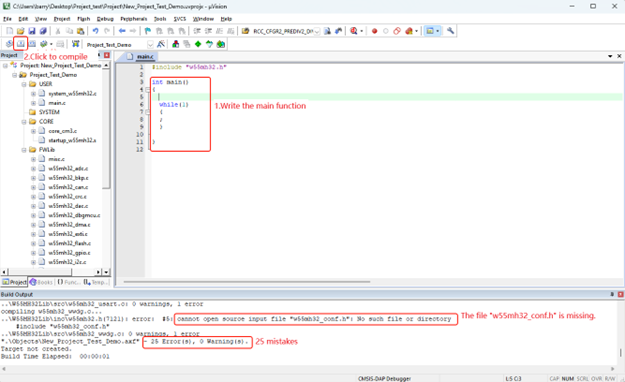 C:\Users\barry\Desktop\Project_test\Project\New_Project_Test_Demo.uvprojx - µVision
File Edit View Project Flash Debug Peripherals Tools SVCS Window Help
RCC_CFGR2_PREDIV2_DIV
Project_Test_Demo
Project
2.Click to compile
main.c
Project: New_Project_Test_Demo
Project_Test_Demo
USER
system_w55mh32.c
main.c
SYSTEM
CORE
core_cm3.c
startup_w55mh32.s
FWLib
misc.c
w55mh32_adc.c
w55mh32_bkp.c
w55mh32_can.c
w55mh32_crc.c
w55mh32_dac.c
w55mh32_dbgmcu.c
w55mh32_dma.c
w55mh32_exti.c
w55mh32_flash.c
w55mh32_gpio.c
w55mh32_i2c.c
1 #include "w55mh32.h"
2
3 int main()
4 {
5
6 while(1)
7 {
8 ;
9 }
10
11 }
12
1.Write the main function
Project Books Func... Temp...
Build Output
..\W55MH32Lib\src\w55mh32_usart.c: 0 warnings, 1 error
compiling w55mh32_wwdg.c...
..\W55MH32Lib\w55mh32.h(7121): error: #5: cannot open source input file "w55mh32_conf.h": No such file or directory
The file "w55mh32_conf.h" is missing.
#include "w55mh32_conf.h"
..\W55MH32Lib\src\w55mh32_wwdg.c: 0 warnings, 1 error
".\Objects\New_Project_Test_Demo.axf" - 25 Error(s), 0 Warning(s).
25 mistakes
Target not created.
Build Time Elapsed: 00:00:01
CMSIS-DAP Debugger
L:5 C:3
CAP NUM SCRL OVR R/W